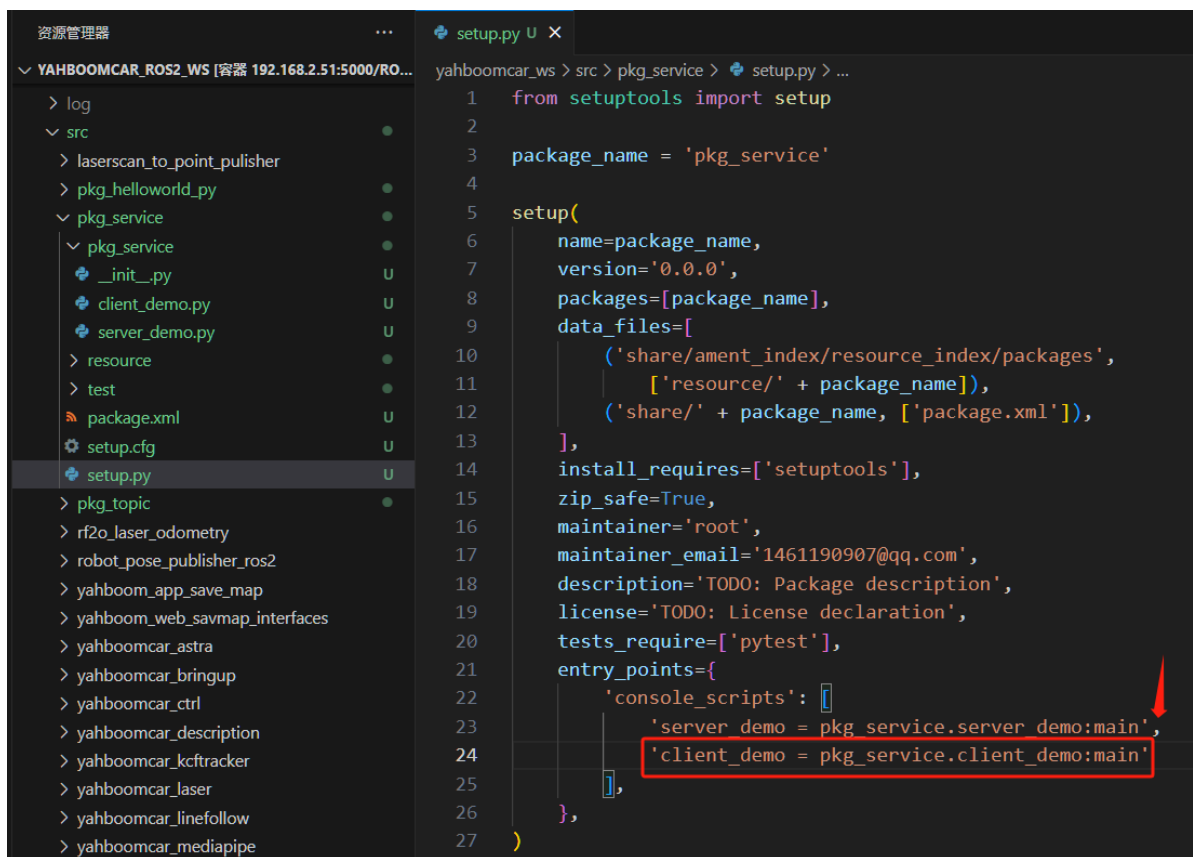 资源管理器
YAHBOOMCAR_ROS2_WS [容器 192.168.2.51:5000/RO...
log
src
laserscan_to_point_pulisher
pkg_helloworld_py
pkg_service
pkg_service
__init__.py U
client_demo.py U
server_demo.py U
resource
test
package.xml U
setup.cfg U
setup.py U
pkg_topic
rf2o_laser_odometry
robot_pose_publisher_ros2
yahboom_app_save_map
yahboom_web_savmap_interfaces
yahboomcar_astra
yahboomcar_bringup
yahboomcar_ctrl
yahboomcar_description
yahboomcar_kcftracker
yahboomcar_laser
yahboomcar_linefollow
yahboomcar_mediapipe
setup.py U ×
yahboomcar_ws > src > pkg_service > setup.py > ...
1 from setuptools import setup
2
3 package_name = 'pkg_service'
4
5 setup(
6     name=package_name,
7     version='0.0.0',
8     packages=[package_name],
9     data_files=[
10         ('share/ament_index/resource_index/packages',
11             ['resource/' + package_name]),
12         ('share/' + package_name, ['package.xml']),
13     ],
14     install_requires=['setuptools'],
15     zip_safe=True,
16     maintainer='root',
17     maintainer_email='1461190907@qq.com',
18     description='TODO: Package description',
19     license='TODO: License declaration',
20     tests_require=['pytest'],
21     entry_points={
22         'console_scripts': [
23             'server_demo = pkg_service.server_demo:main',
24             'client_demo = pkg_service.client_demo:main'
25         ],
26     },
27 )